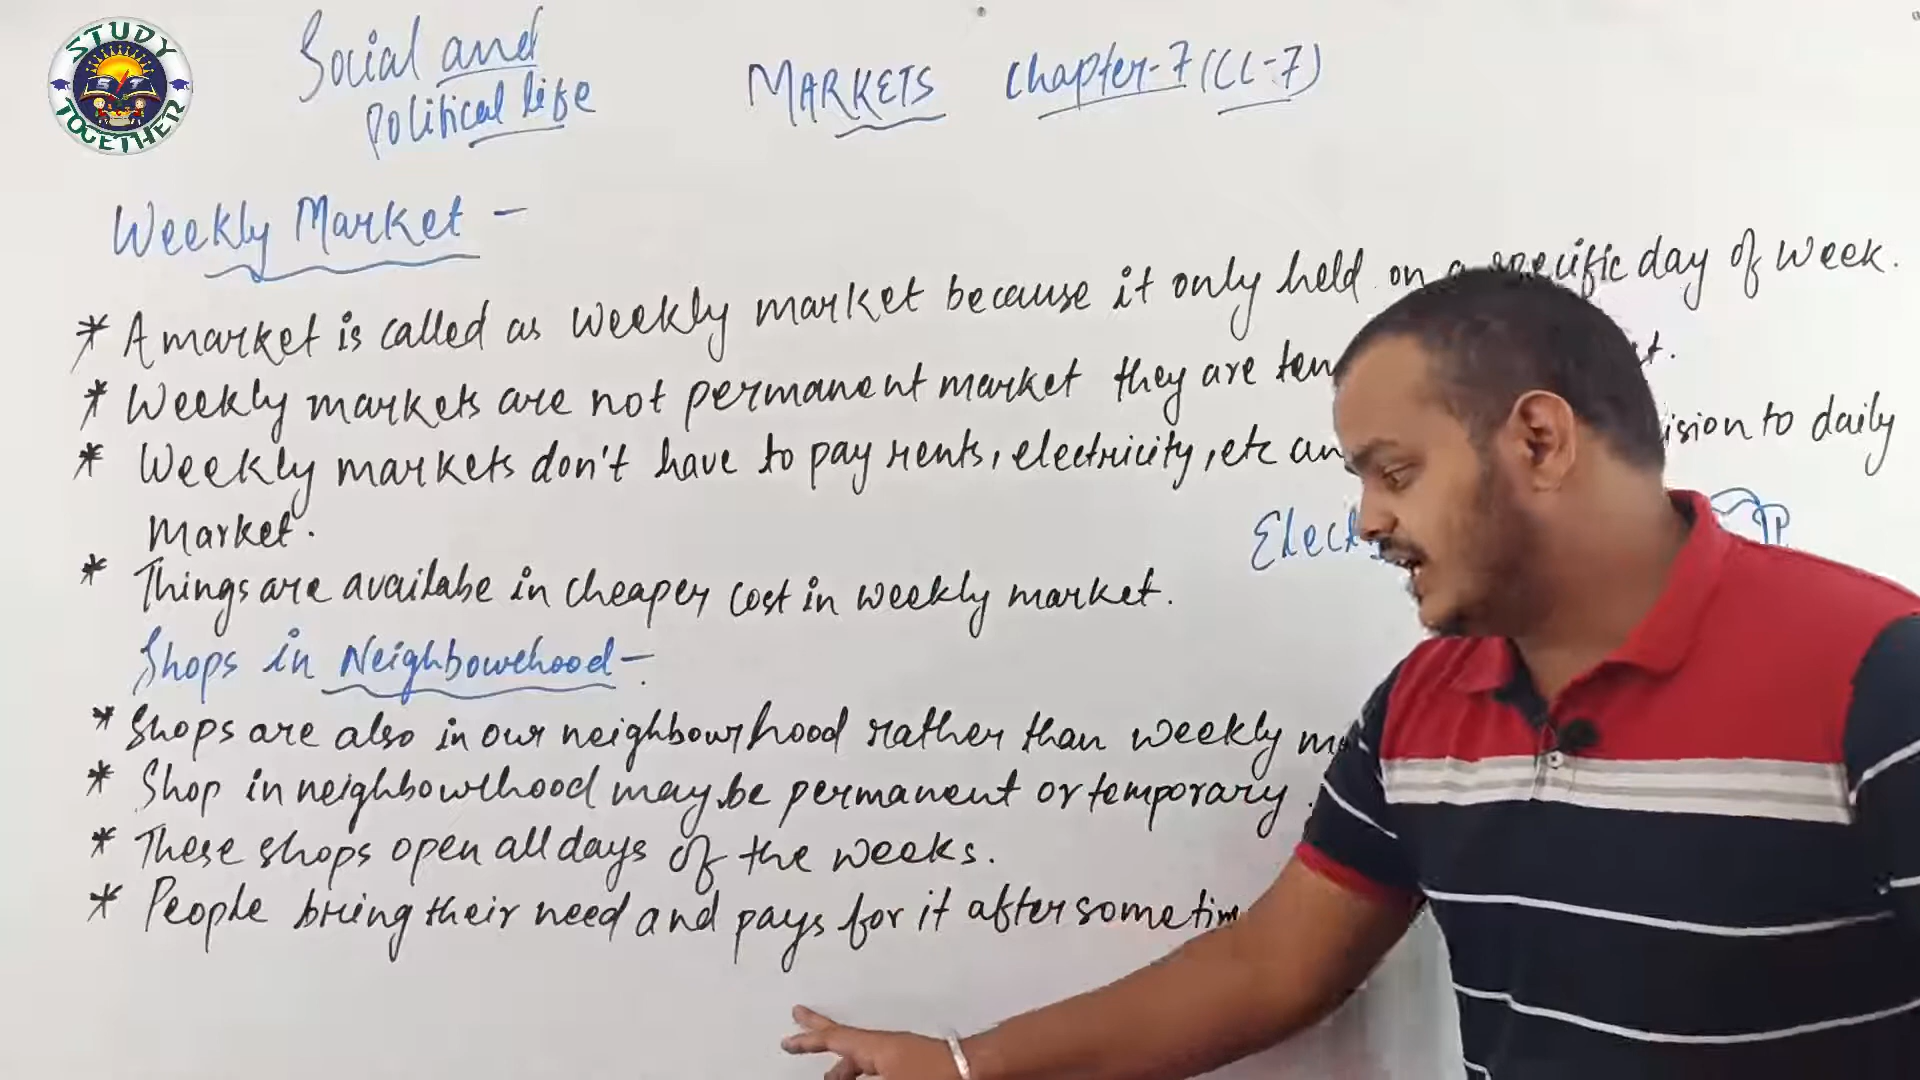 STUDY
TOGETHER
Social and
Political life
MARKETS Chapter-7 (CL-7)
Weekly Market -
* A market is called as weekly market because it only held on a specific day of week.
* Weekly markets are not permanent market they are
* Weekly markets don't have to pay rents, electricity, etc to daily
Market.
* Things are availabe in cheaper cost in weekly market.
Shops in Neighbourhood -
* Shops are also in our neighbourhood rather than weekly
* Shop in neighbourhood may be permanent or temporary.
* These shops open all days of the weeks.
* People bring their need and pays for it after some